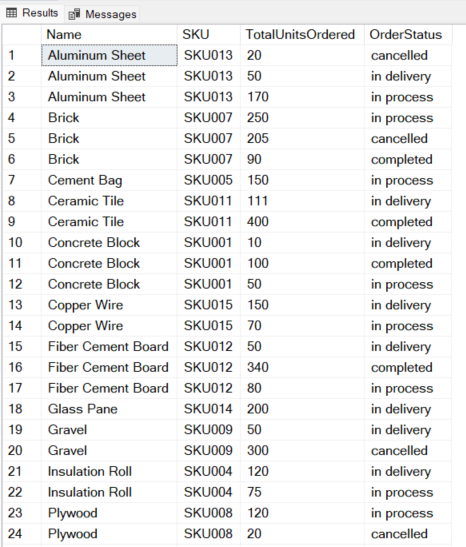 Results Messages
Name SKU TotalUnitsOrdered OrderStatus
1 Aluminum Sheet SKU013 20 cancelled
2 Aluminum Sheet SKU013 50 in delivery
3 Aluminum Sheet SKU013 170 in process
4 Brick SKU007 250 in process
5 Brick SKU007 205 cancelled
6 Brick SKU007 90 completed
7 Cement Bag SKU005 150 in process
8 Ceramic Tile SKU011 111 in delivery
9 Ceramic Tile SKU011 400 completed
10 Concrete Block SKU001 10 in delivery
11 Concrete Block SKU001 100 completed
12 Concrete Block SKU001 50 in process
13 Copper Wire SKU015 150 in delivery
14 Copper Wire SKU015 70 in process
15 Fiber Cement Board SKU012 50 in delivery
16 Fiber Cement Board SKU012 340 completed
17 Fiber Cement Board SKU012 80 in process
18 Glass Pane SKU014 200 in delivery
19 Gravel SKU009 50 in delivery
20 Gravel SKU009 300 cancelled
21 Insulation Roll SKU004 120 in delivery
22 Insulation Roll SKU004 75 in process
23 Plywood SKU008 120 in process
24 Plywood SKU008 20 cancelled